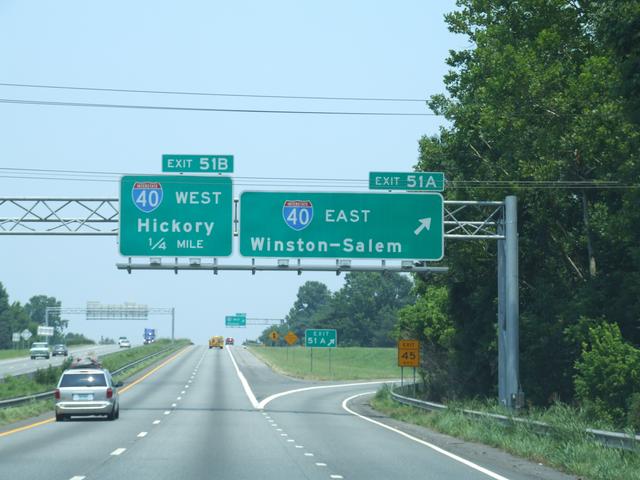 EXIT 51B
INTERSTATE
40 WEST
Hickory
1/4 MILE
EXIT 51A
INTERSTATE
40 EAST
Winston-Salem
EXIT
51 A
EXIT
45